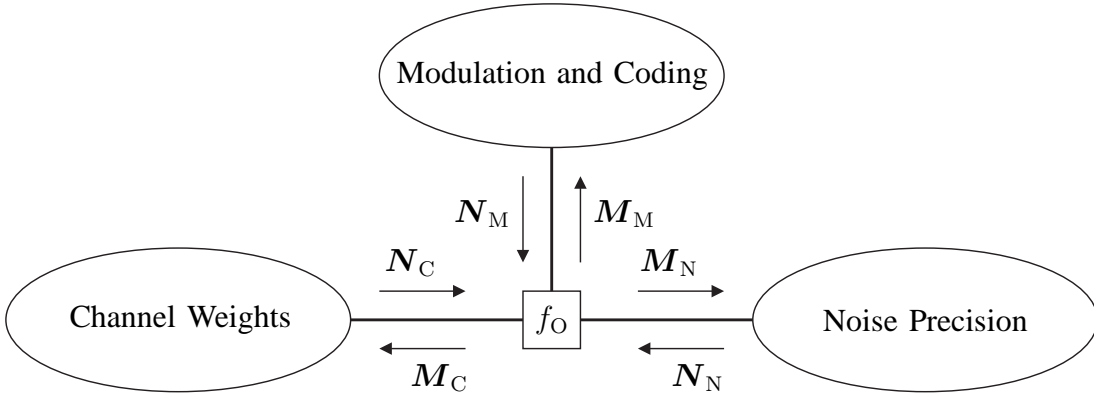 Modulation and Coding
N_M M_M
N_C M_N
Channel Weights f_O Noise Precision
M_C N_N